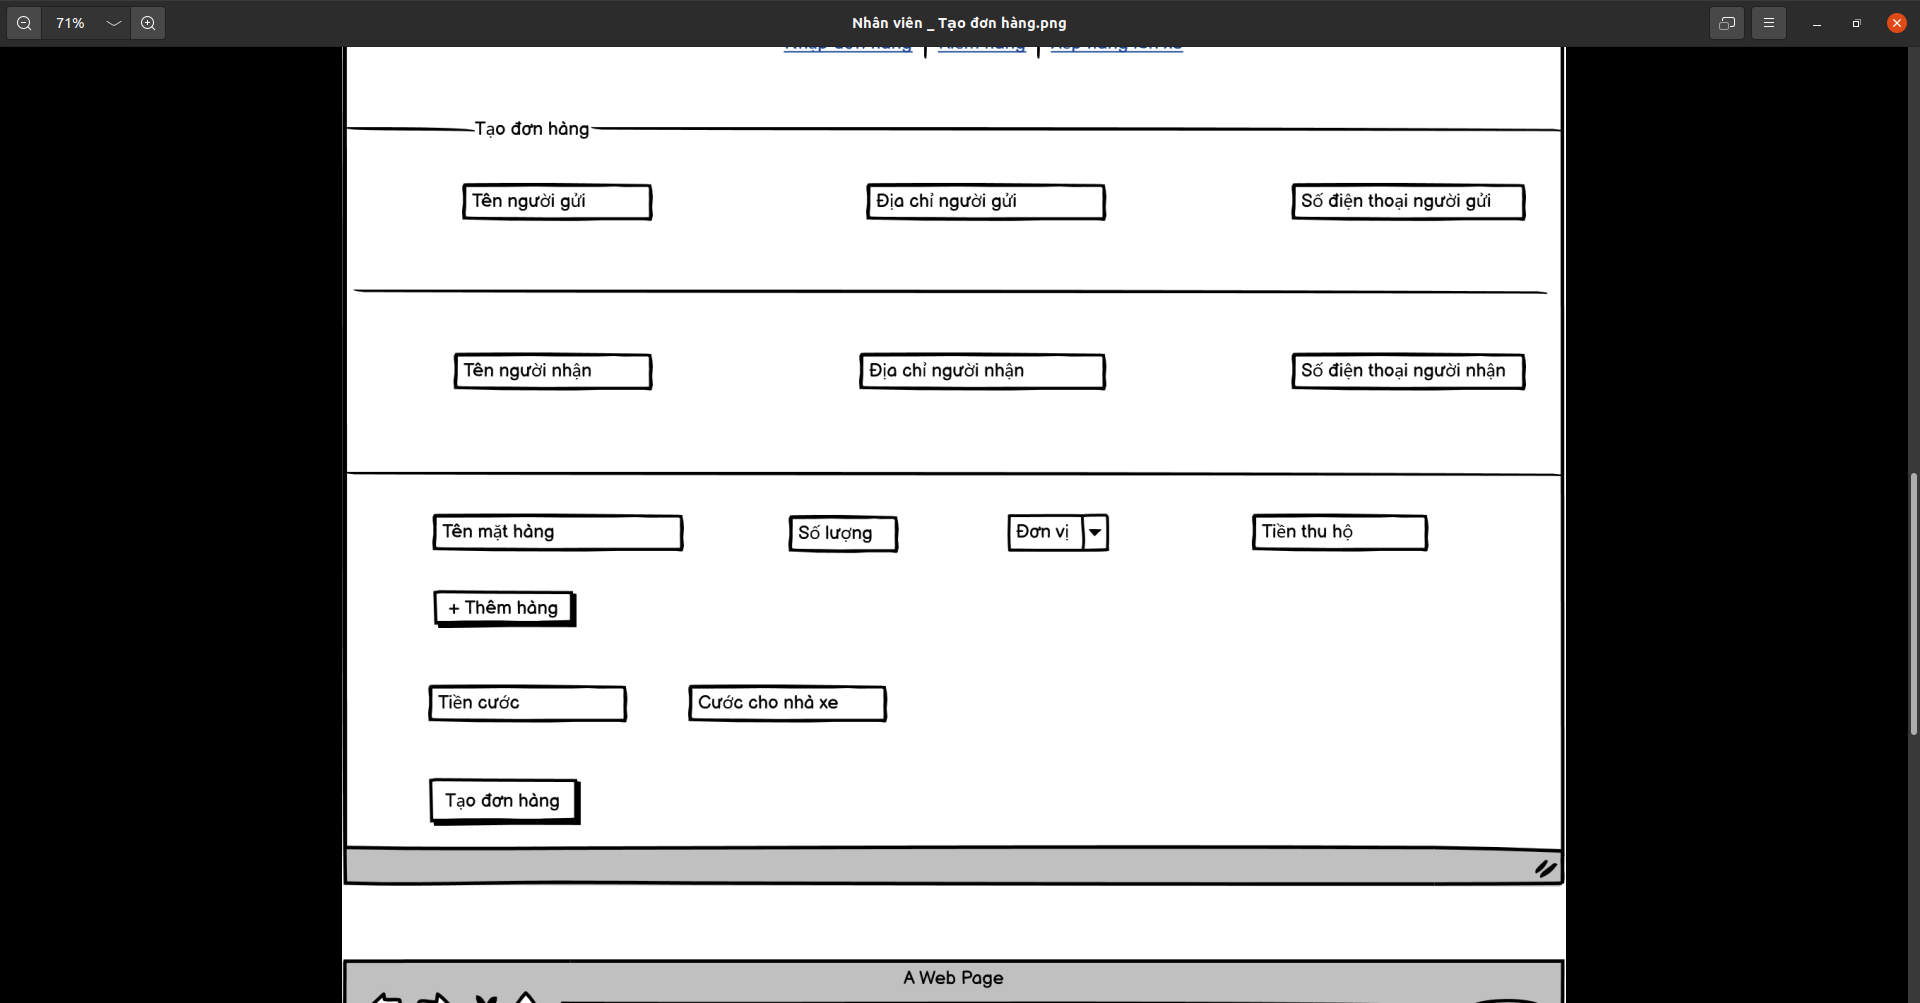 71%
Nhân viên _ Tạo đơn hàng.png
Tạo đơn hàng
Tên người gửi
Địa chỉ người gửi
Số điện thoại người gửi
Tên người nhận
Địa chỉ người nhận
Số điện thoại người nhận
Tên mặt hàng
Số lượng
Đơn vị
Tiền thu hộ
+ Thêm hàng
Tiền cước
Cước cho nhà xe
Tạo đơn hàng
A Web Page